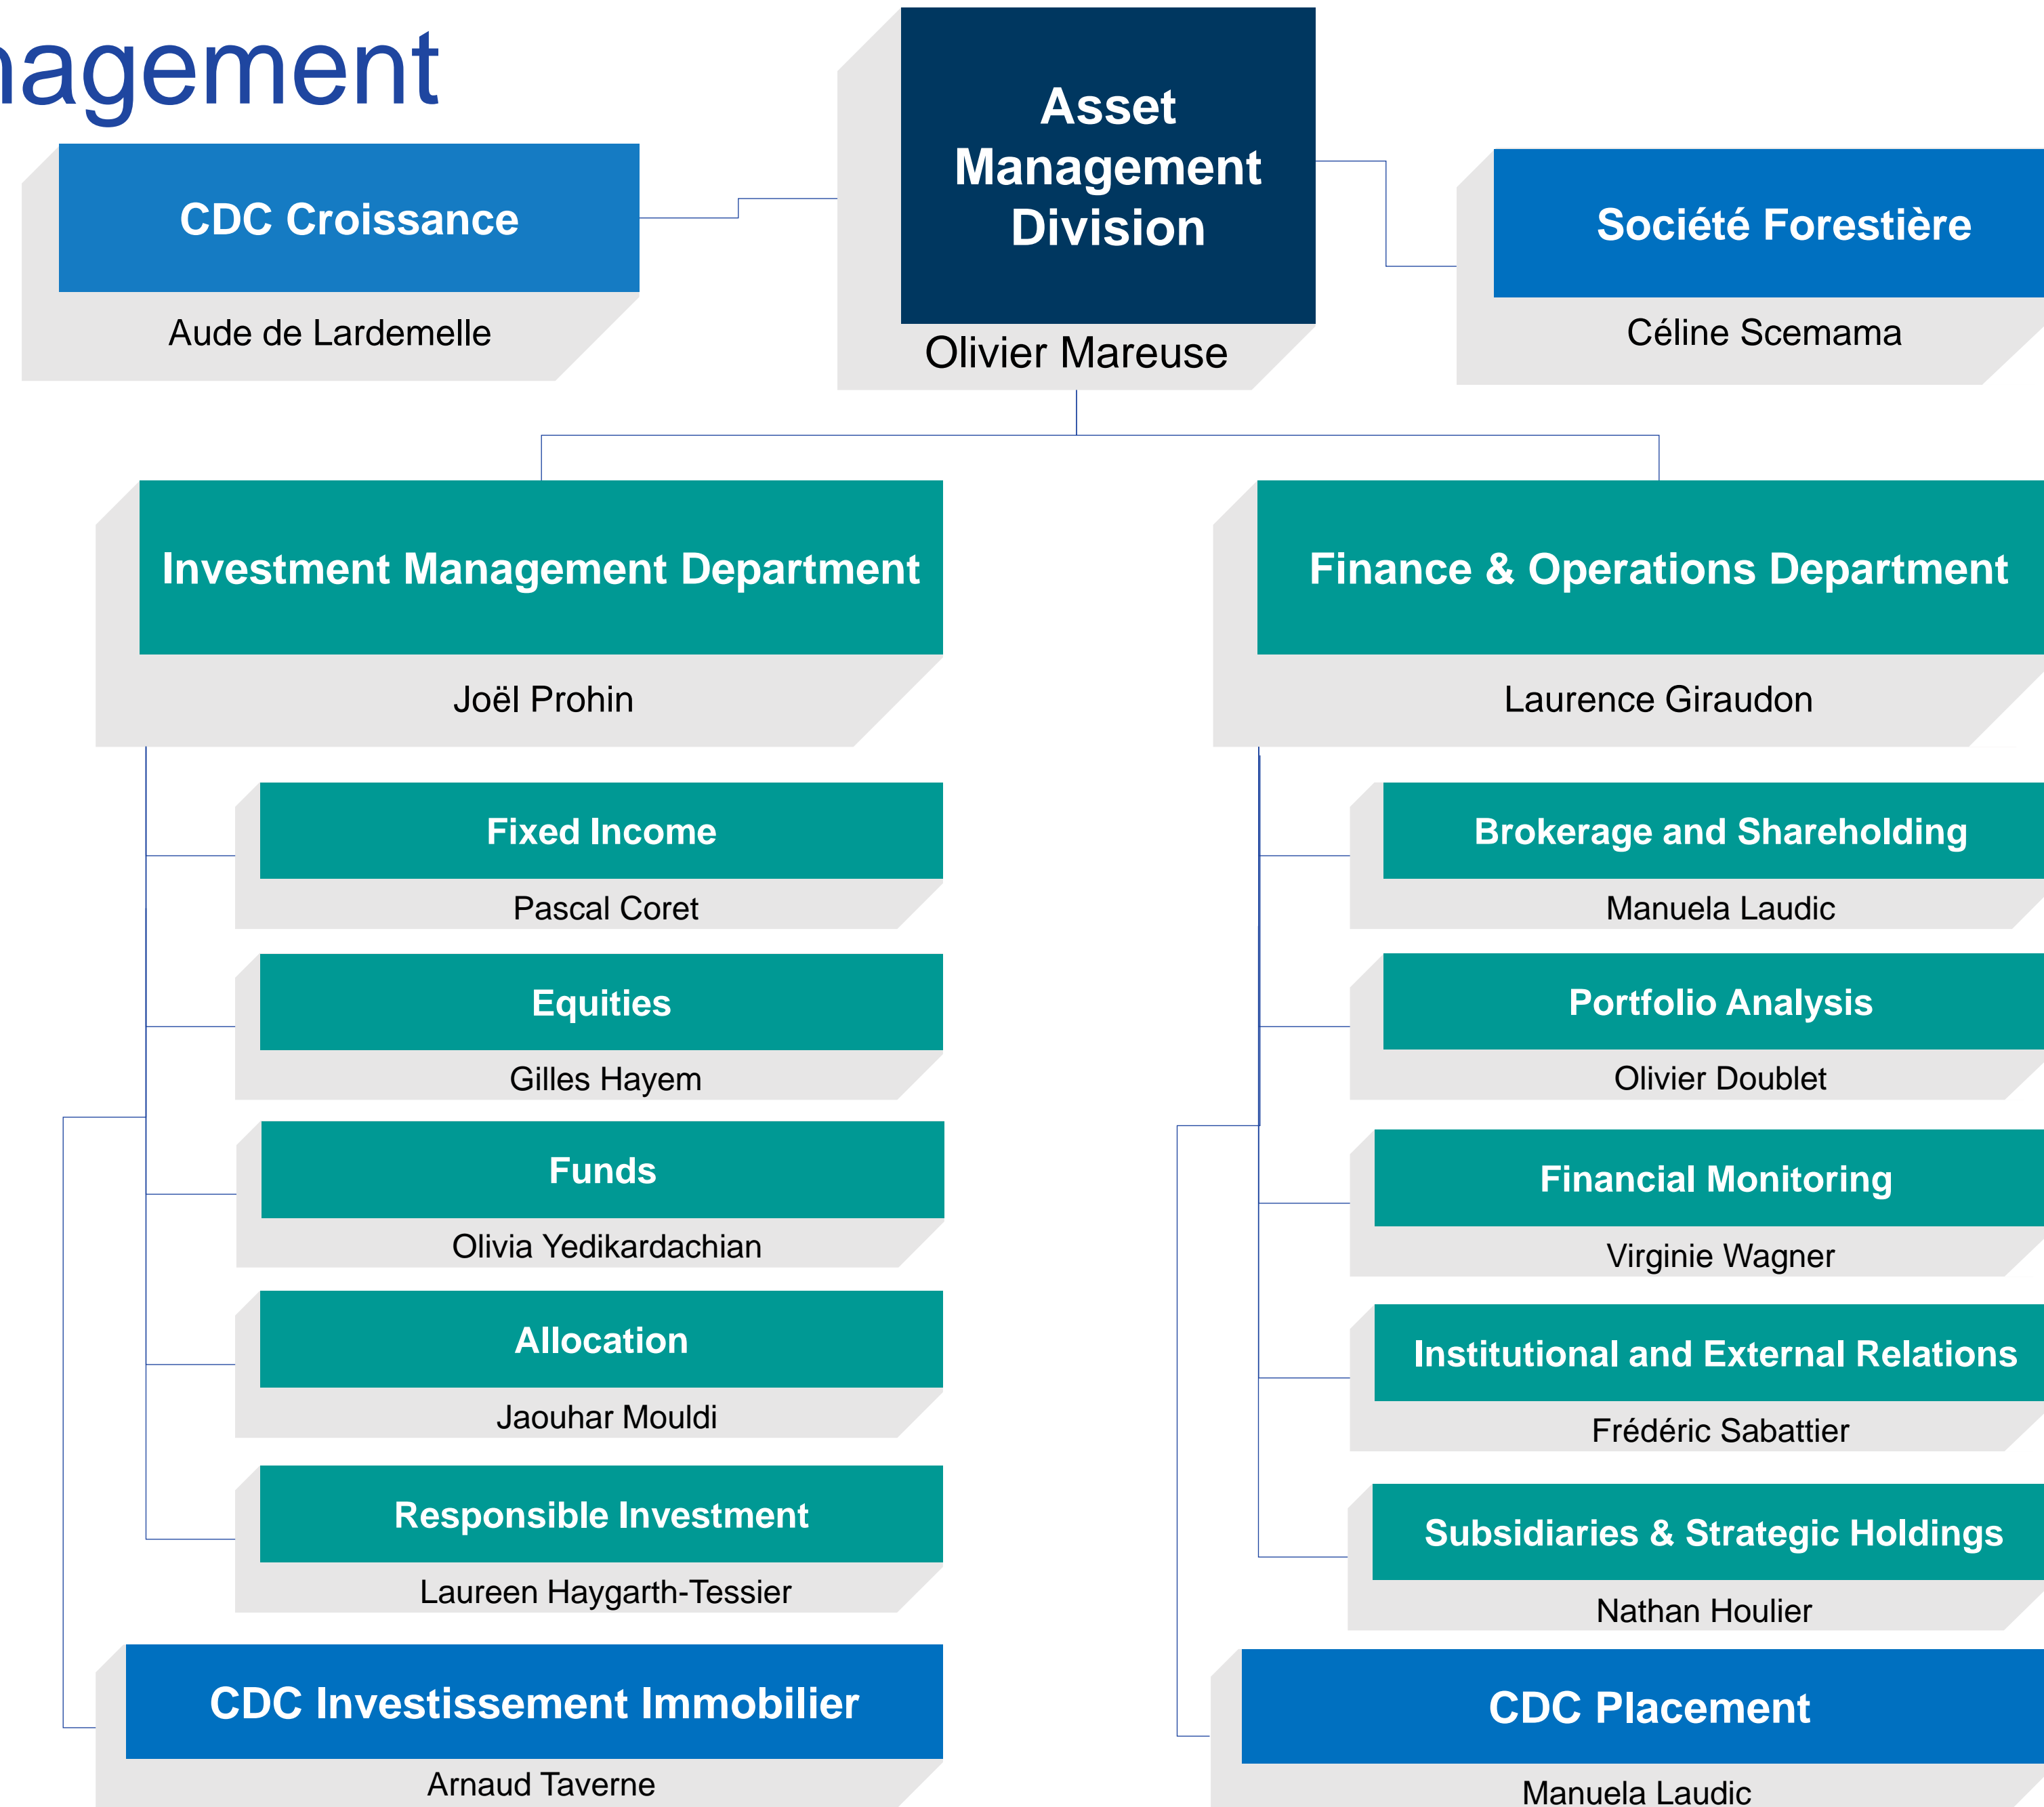 nagement
Asset
Management
Division
Olivier Mareuse
CDC Croissance
Aude de Lardemelle
Société Forestière
Céline Scemama
Investment Management Department
Joël Prohin
Finance & Operations Department
Laurence Giraudon
Fixed Income
Pascal Coret
Equities
Gilles Hayem
Funds
Olivia Yedikardachian
Allocation
Jaouhar Mouldi
Responsible Investment
Laureen Haygarth-Tessier
CDC Investissement Immobilier
Arnaud Taverne
Brokerage and Shareholding
Manuela Laudic
Portfolio Analysis
Olivier Doublet
Financial Monitoring
Virginie Wagner
Institutional and External Relations
Frédéric Sabattier
Subsidiaries & Strategic Holdings
Nathan Houlier
CDC Placement
Manuela Laudic